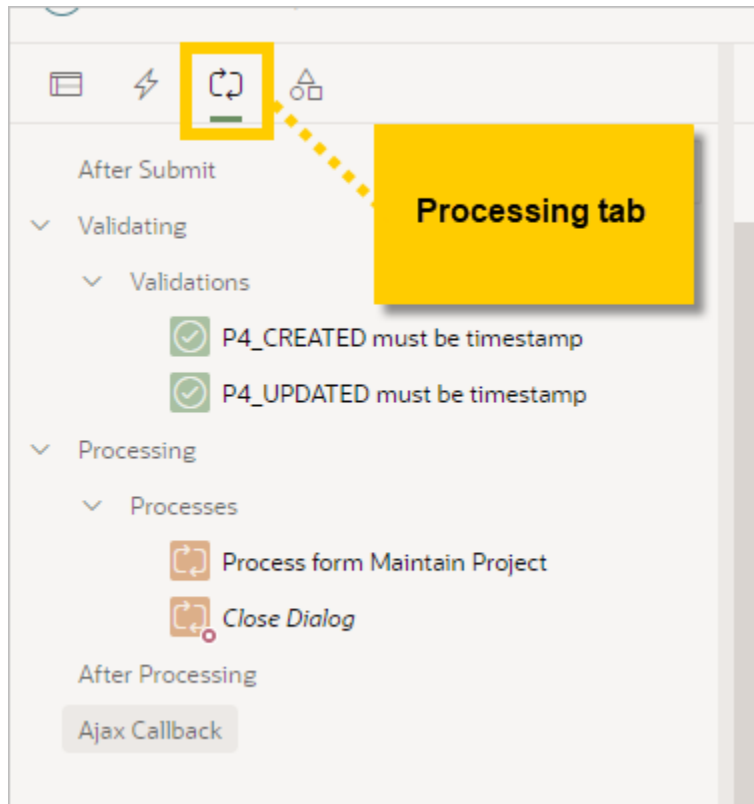 Processing tab
After Submit
Validating
Validations
P4_CREATED must be timestamp
P4_UPDATED must be timestamp
Processing
Processes
Process form Maintain Project
Close Dialog
After Processing
Ajax Callback